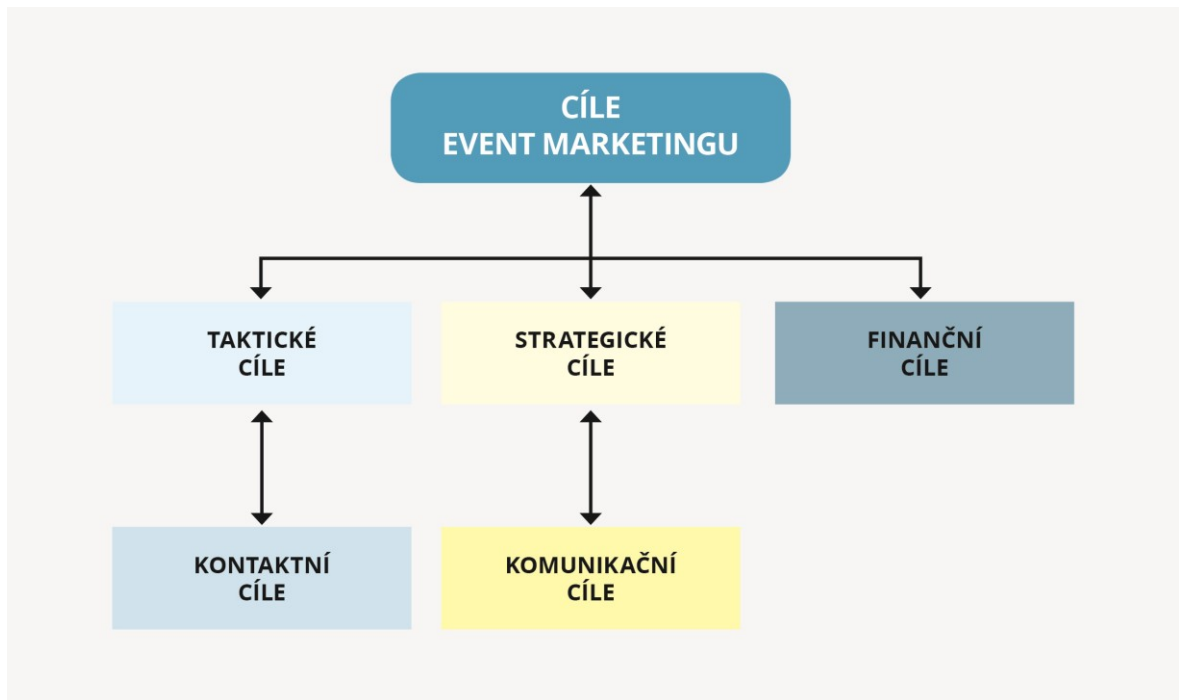 CÍLE
EVENT MARKETINGU
TAKTICKÉ
CÍLE
STRATEGICKÉ
CÍLE
FINANČNÍ
CÍLE
KONTAKTNÍ
CÍLE
KOMUNIKAČNÍ
CÍLE